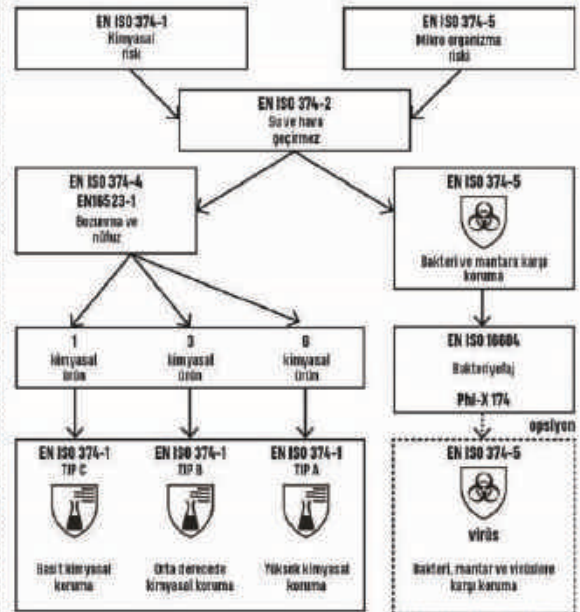 EN ISO 374-1
Kimyasal
risk
EN ISO 374-5
Mikro organizma
riski
EN ISO 374-2
Su ve hava
geçirmez
EN ISO 374-4
EN16523-1
Bozunma ve
nüfuz
EN ISO 374-5
Bakteri ve mantara karşı
koruma
1
kimyasal
ürün
3
kimyasal
ürün
6
kimyasal
ürün
EN ISO 16604
Bakteriyofaj
Phi-X 174
opsiyon
EN ISO 374-1
TIP C
Basit kimyasal
koruma
EN ISO 374-1
TIP B
Orta derecede
kimyasal koruma
EN ISO 374-1
TIP A
Yüksek kimyasal
koruma
EN ISO 374-5
virüs
Bakteri, mantar ve virüslere
karşı koruma